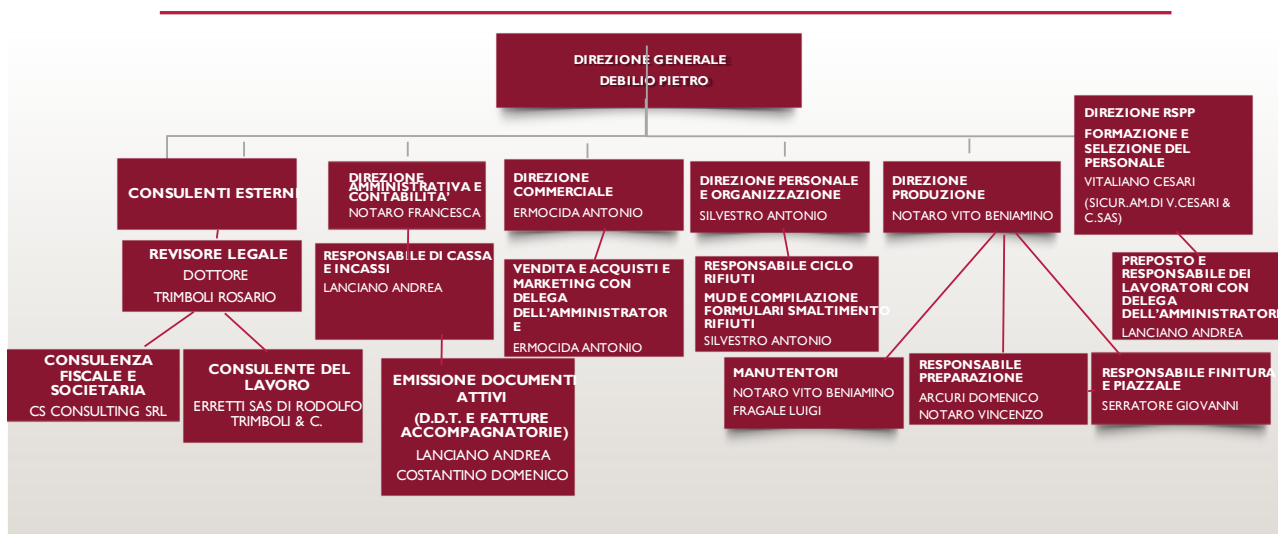 DIREZIONE GENERALE
DEBILIO PIETRO
DIREZIONE RSPP
FORMAZIONE E
SELEZIONE DEL
PERSONALE
VITALIANO CESARI
(SICUR.AM.DI V.CESARI &
C.SAS)
CONSULENTI ESTERNI
DIREZIONE
AMMINISTRATIVA E
CONTABILITA'
NOTARO FRANCESCA
DIREZIONE
COMMERCIALE
ERMOCIDA ANTONIO
DIREZIONE PERSONALE
E ORGANIZZAZIONE
SILVESTRO ANTONIO
DIREZIONE
PRODUZIONE
NOTARO VITO BENIAMINO
REVISORE LEGALE
DOTTORE
TRIMBOLI ROSARIO
RESPONSABILE DI CASSA
E INCASSI
LANCIANO ANDREA
VENDITA E ACQUISTI E
MARKETING CON
DELEGA
DELL'AMMINISTRATOR
E
ERMOCIDA ANTONIO
RESPONSABILE CICLO
RIFIUTI
MUD E COMPILAZIONE
FORMULARI SMALTIMENTO
RIFIUTI
SILVESTRO ANTONIO
PREPOSTO E
RESPONSABILE DEI
LAVORATORI CON
DELEGA
DELL'AMMINISTRATORE
LANCIANO ANDREA
CONSULENZA
FISCALE E
SOCIETARIA
CS CONSULTING SRL
CONSULENTE DEL
LAVORO
ERRETTI SAS DI RODOLFO
TRIMBOLI & C.
EMISSIONE DOCUMENTI
ATTIVI
(D.D.T. E FATTURE
ACCOMPAGNATORIE)
LANCIANO ANDREA
COSTANTINO DOMENICO
MANUTENTORI
NOTARO VITO BENIAMINO
FRAGALE LUIGI
RESPONSABILE
PREPARAZIONE
ARCURI DOMENICO
NOTARO VINCENZO
RESPONSABILE FINITURA
E PIAZZALE
SERRATORE GIOVANNI